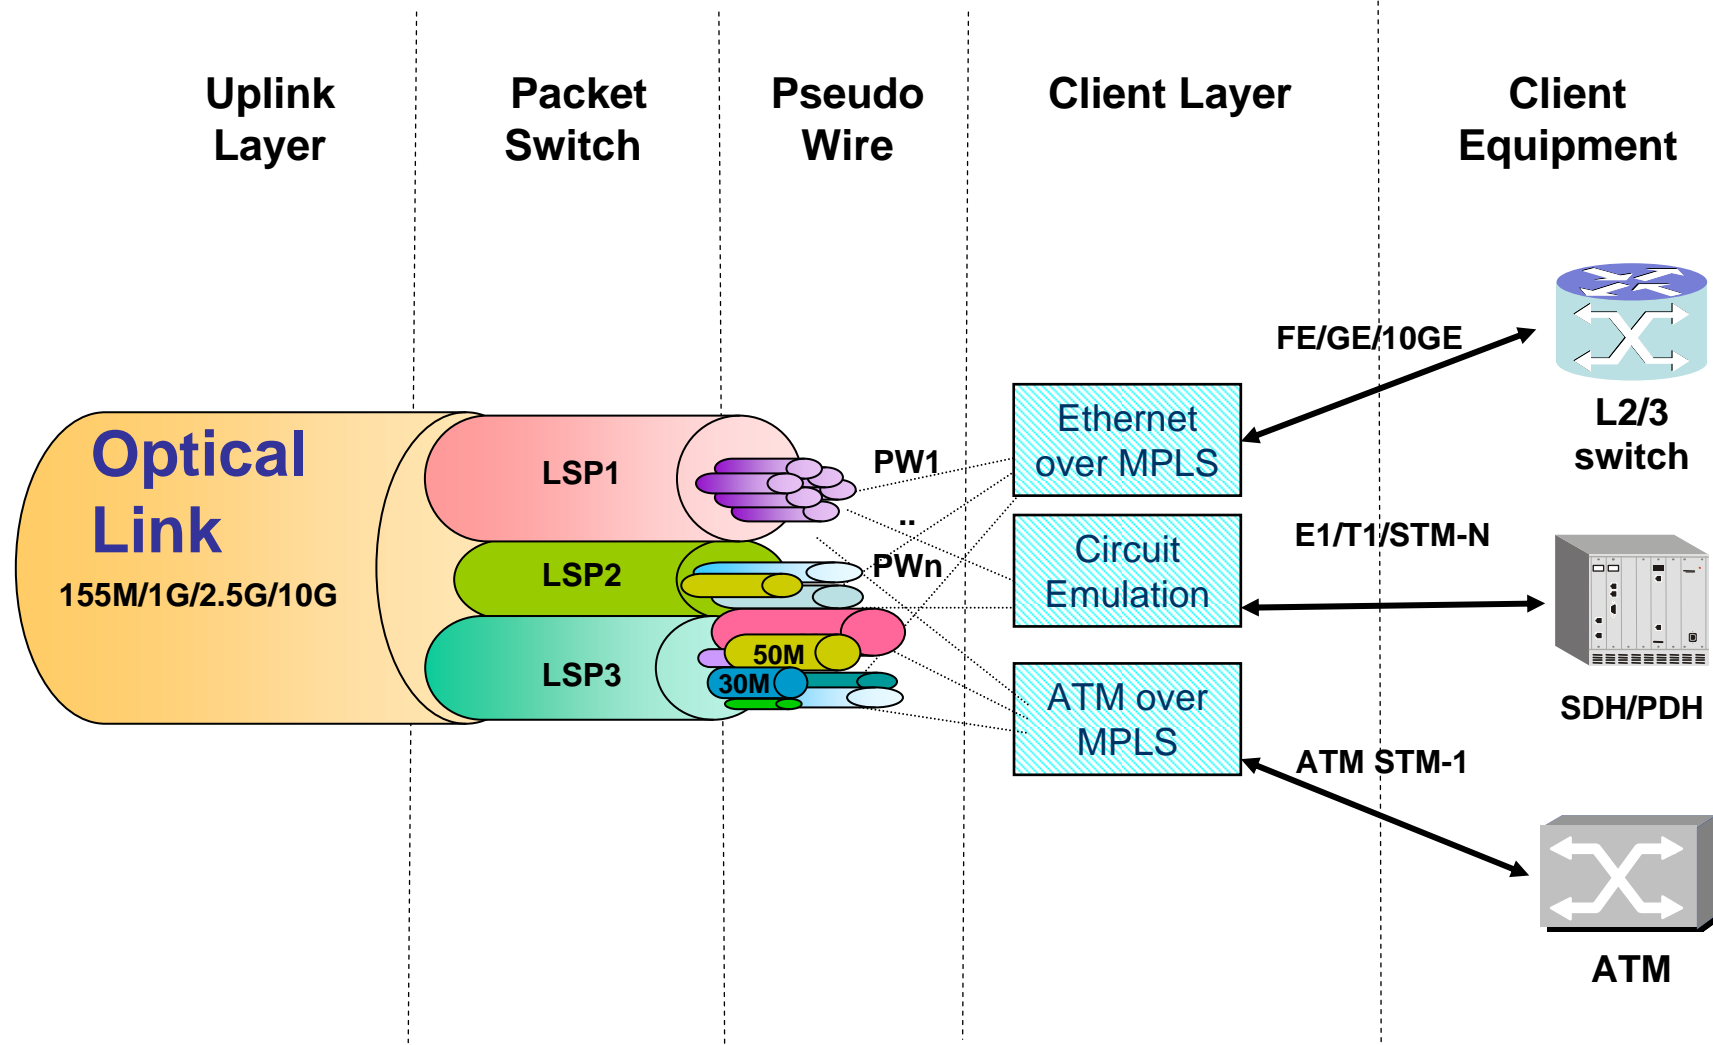 Uplink
Layer
Packet
Switch
Pseudo
Wire
Client Layer
Client
Equipment
Optical
Link
155M/1G/2.5G/10G
LSP1
LSP2
LSP3
50M
30M
PW1
..
PWn
Ethernet
over MPLS
Circuit
Emulation
ATM over
MPLS
FE/GE/10GE
E1/T1/STM-N
ATM STM-1
L2/3
switch
SDH/PDH
ATM